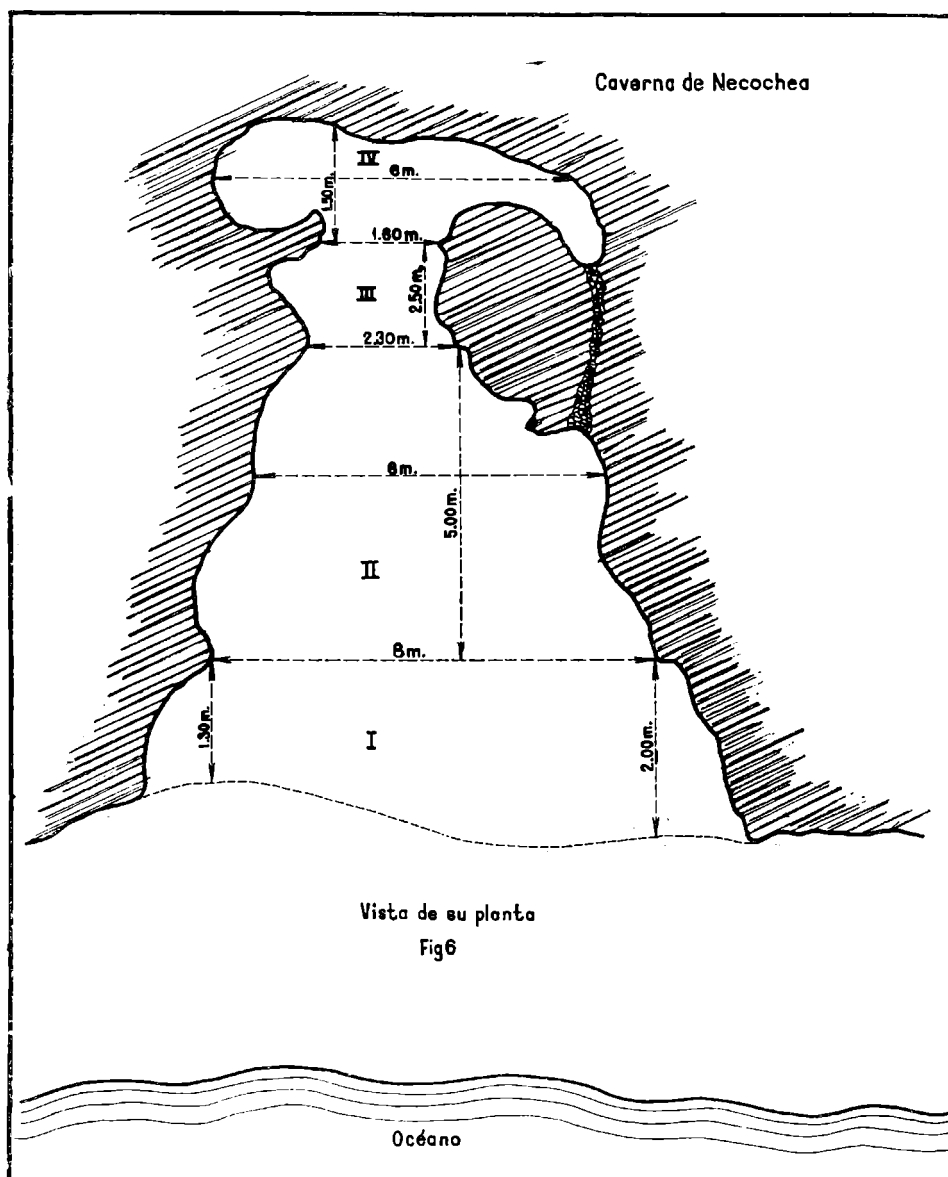 Caverna de Necochea
IV
6m.
1.50m.
1.60m.
III
2.50m.
2.30m.
6m.
5.00m.
II
8m.
1.30m.
I
2.00m.
Vista de su planta
Fig6
Océano